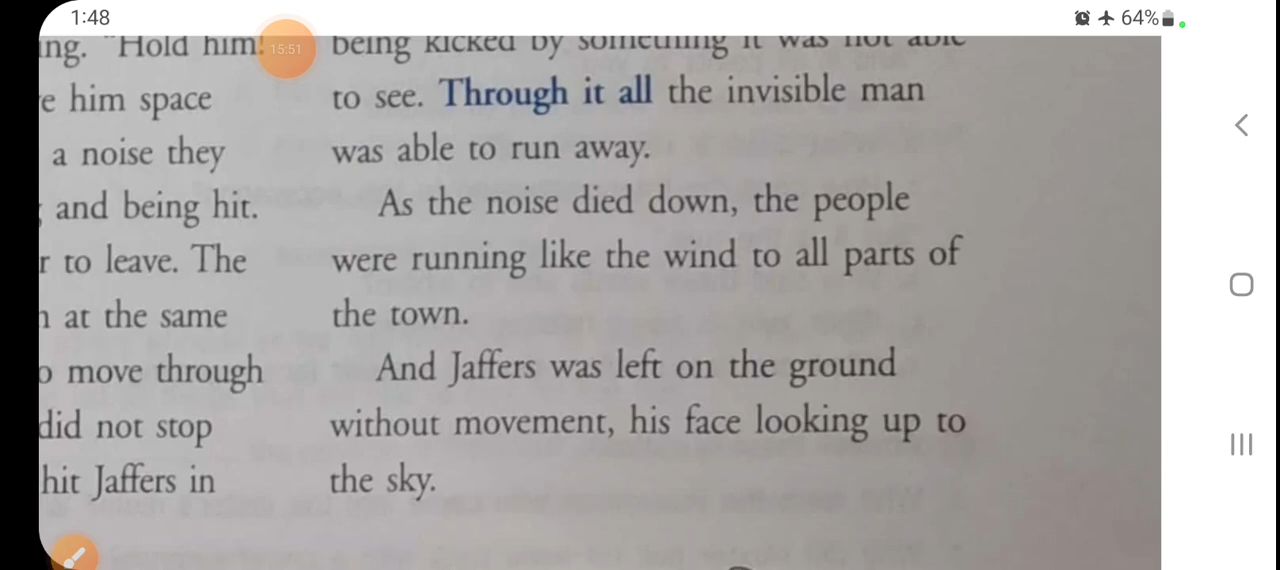 1:48
64%
15:51
ing. "Hold him!
e him space
a noise they
and being hit.
r to leave. The
at the same
o move through
did not stop
hit Jaffers in
being kicked by something it was not able
to see. Through it all the invisible man
was able to run away.
As the noise died down, the people
were running like the wind to all parts of
the town.
And Jaffers was left on the ground
without movement, his face looking up to
the sky.